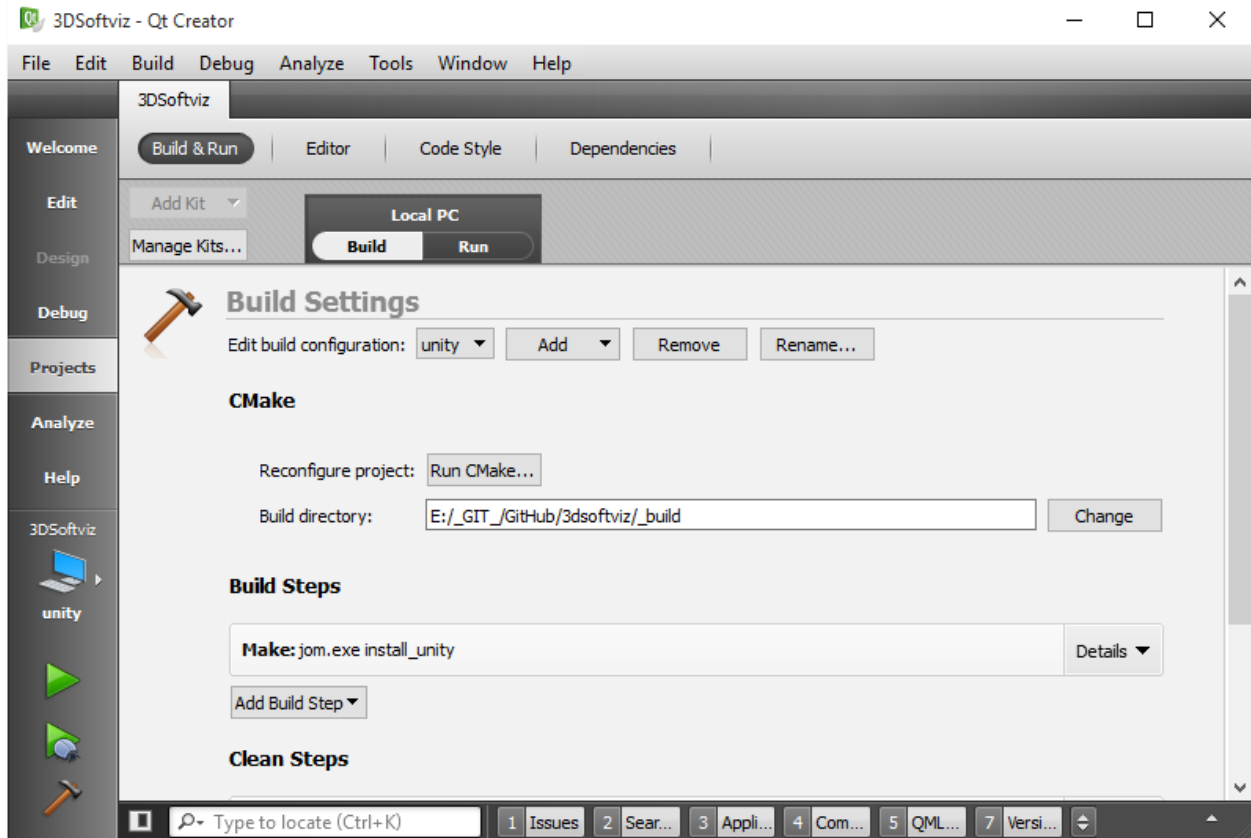 3DSoftviz - Qt Creator
File Edit Build Debug Analyze Tools Window Help
3DSoftviz
Welcome
Edit
Design
Debug
Projects
Analyze
Help
3DSoftviz
unity
Build & Run Editor Code Style Dependencies
Add Kit
Manage Kits...
Local PC
Build Run
Build Settings
Edit build configuration: unity Add Remove Rename...
CMake
Reconfigure project: Run CMake...
Build directory: E:/_GIT_/GitHub/3dsoftviz/_build Change
Build Steps
Make: jom.exe install_unity Details
Add Build Step
Clean Steps
Type to locate (Ctrl+K) 1 Issues 2 Sear... 3 Appli... 4 Com... 5 QML... 7 Versi...